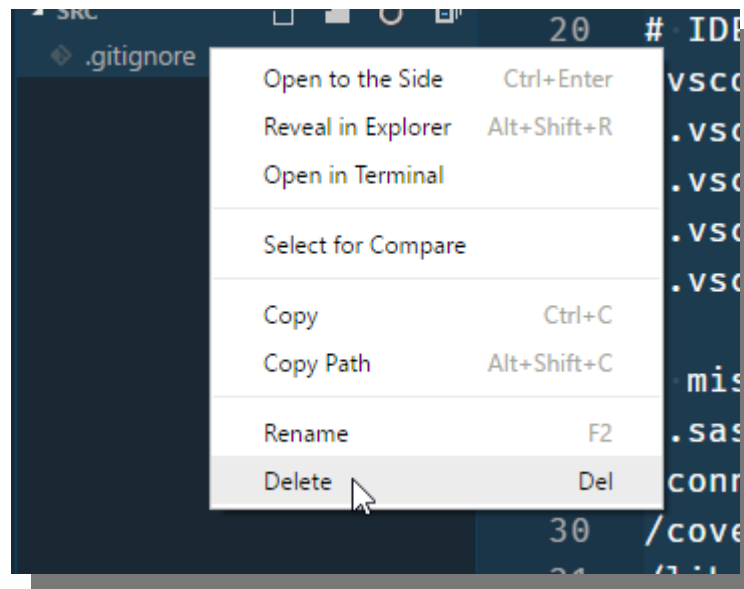 SRC
.gitignore
Open to the Side Ctrl+Enter
Reveal in Explorer Alt+Shift+R
Open in Terminal
Select for Compare
Copy Ctrl+C
Copy Path Alt+Shift+C
Rename F2
Delete Del
20 # IDE
vsco
.vsc
.vsc
.vsc
.vsc
mis
.sas
conn
30 /cove